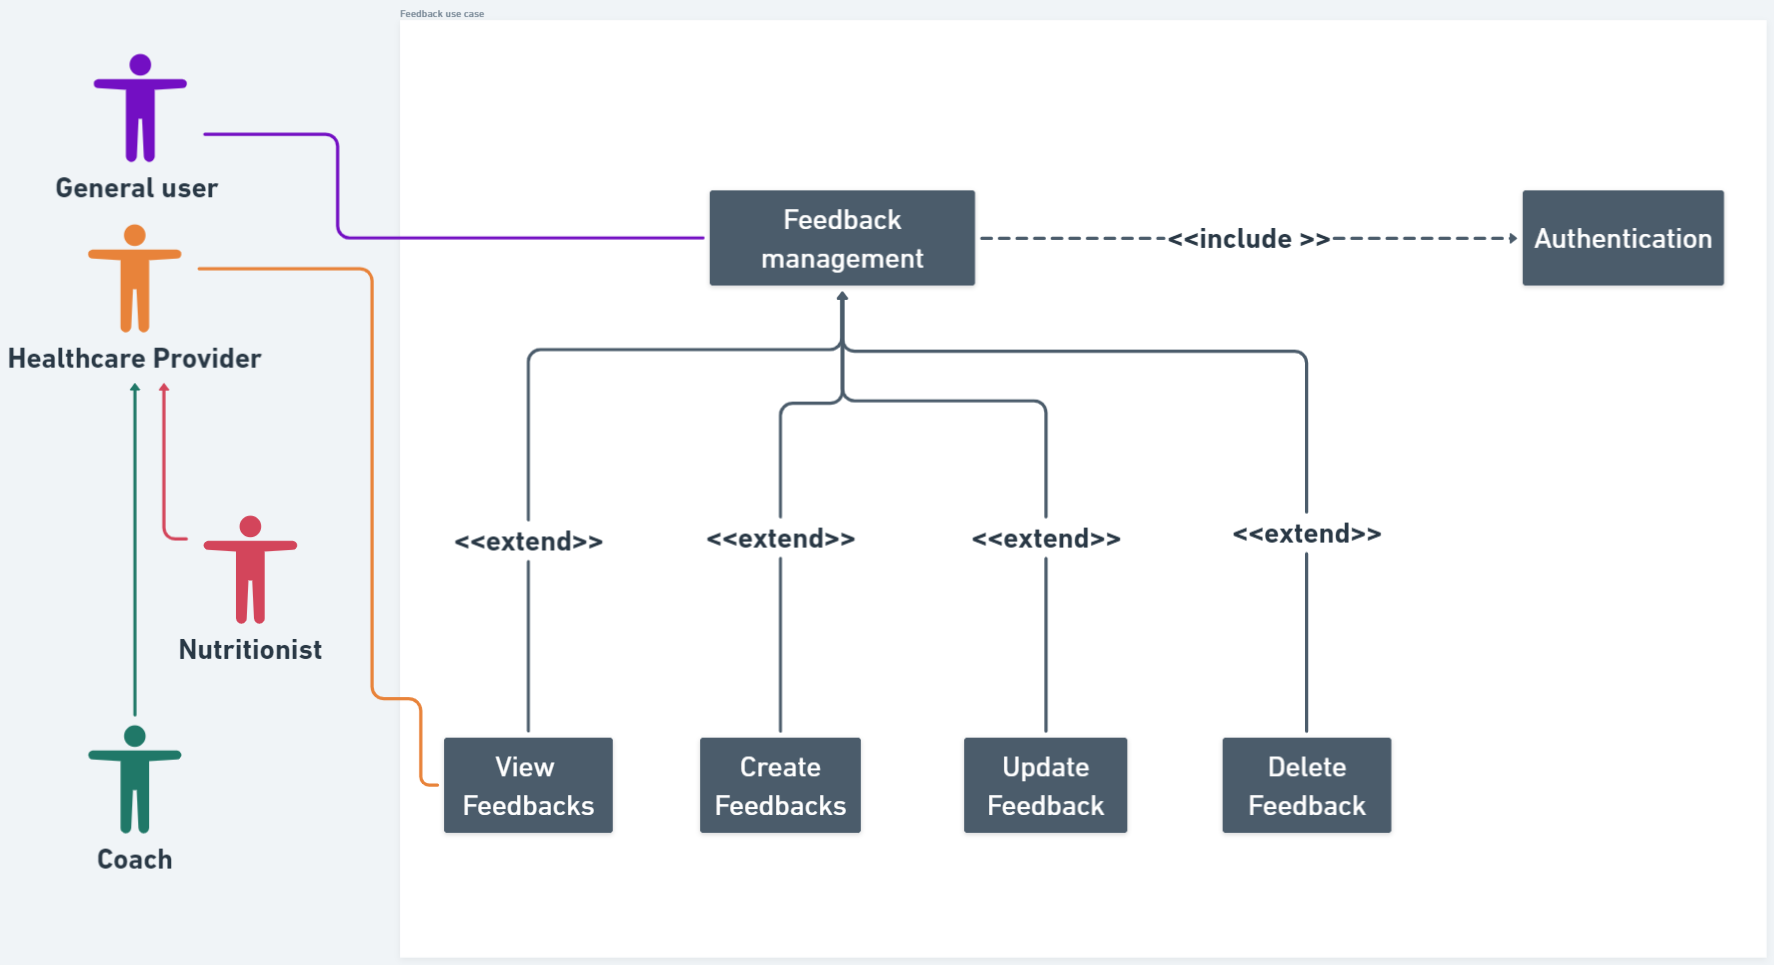 Feedback use case
General user
Healthcare Provider
Nutritionist
Coach
Feedback
management
<<include >>
Authentication
<<extend>>
<<extend>>
<<extend>>
<<extend>>
View
Feedbacks
Create
Feedbacks
Update
Feedback
Delete
Feedback